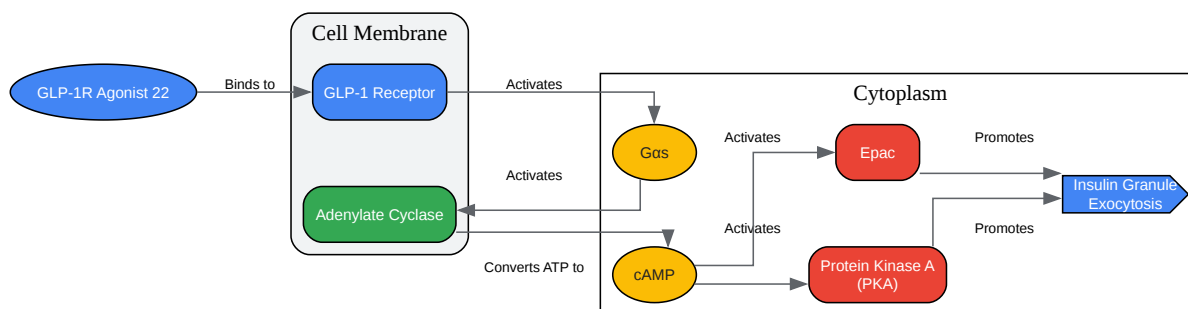 Cell Membrane
GLP-1R Agonist 22
Binds to
GLP-1 Receptor
Activates
Cytoplasm
Gαs
Activates
Adenylate Cyclase
Converts ATP to
cAMP
Activates
Epac
Promotes
Activates
Protein Kinase A
(PKA)
Promotes
Insulin Granule
Exocytosis